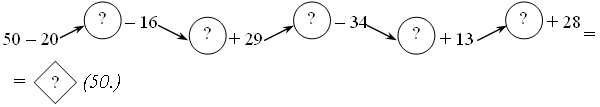 50 – 20 ? – 16 ? + 29 ? – 34 ? + 13 ? + 28 =
= ? (50.)